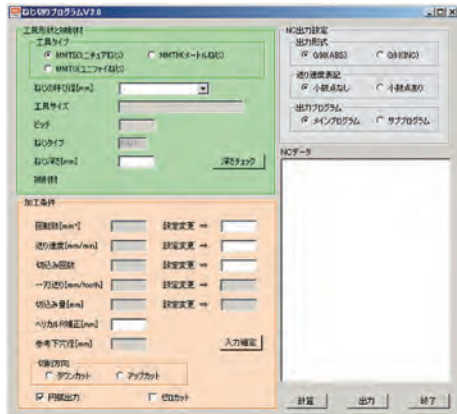 ねじ切りプログラムV2.0
工具形状と被削材
工具タイプ
MMTS(ミニチュアねじ)
MMTM(メートルねじ)
MMTU(ユニファイねじ)
ねじの呼び径[mm]
工具サイズ
ピッチ
ねじタイプ
ねじ深さ[mm]
深さチェック
被削材
加工条件
回転数[min⁻¹]
設定変更 ⇒
送り速度[mm/min]
設定変更 ⇒
切込み回数
設定変更 ⇒
一刃送り[mm/tooth]
設定変更 ⇒
切込み量[mm]
設定変更 ⇒
ヘリカルR補正[mm]
参考下穴径[mm]
入力確定
切削方向
ダウンカット
アップカット
円弧出力
ゼロカット
NC出力設定
出力形式
G90(ABS)
G91(INC)
送り速度表記
小数点なし
小数点あり
出力プログラム
メインプログラム
サブプログラム
NCデータ
計算
出力
終了